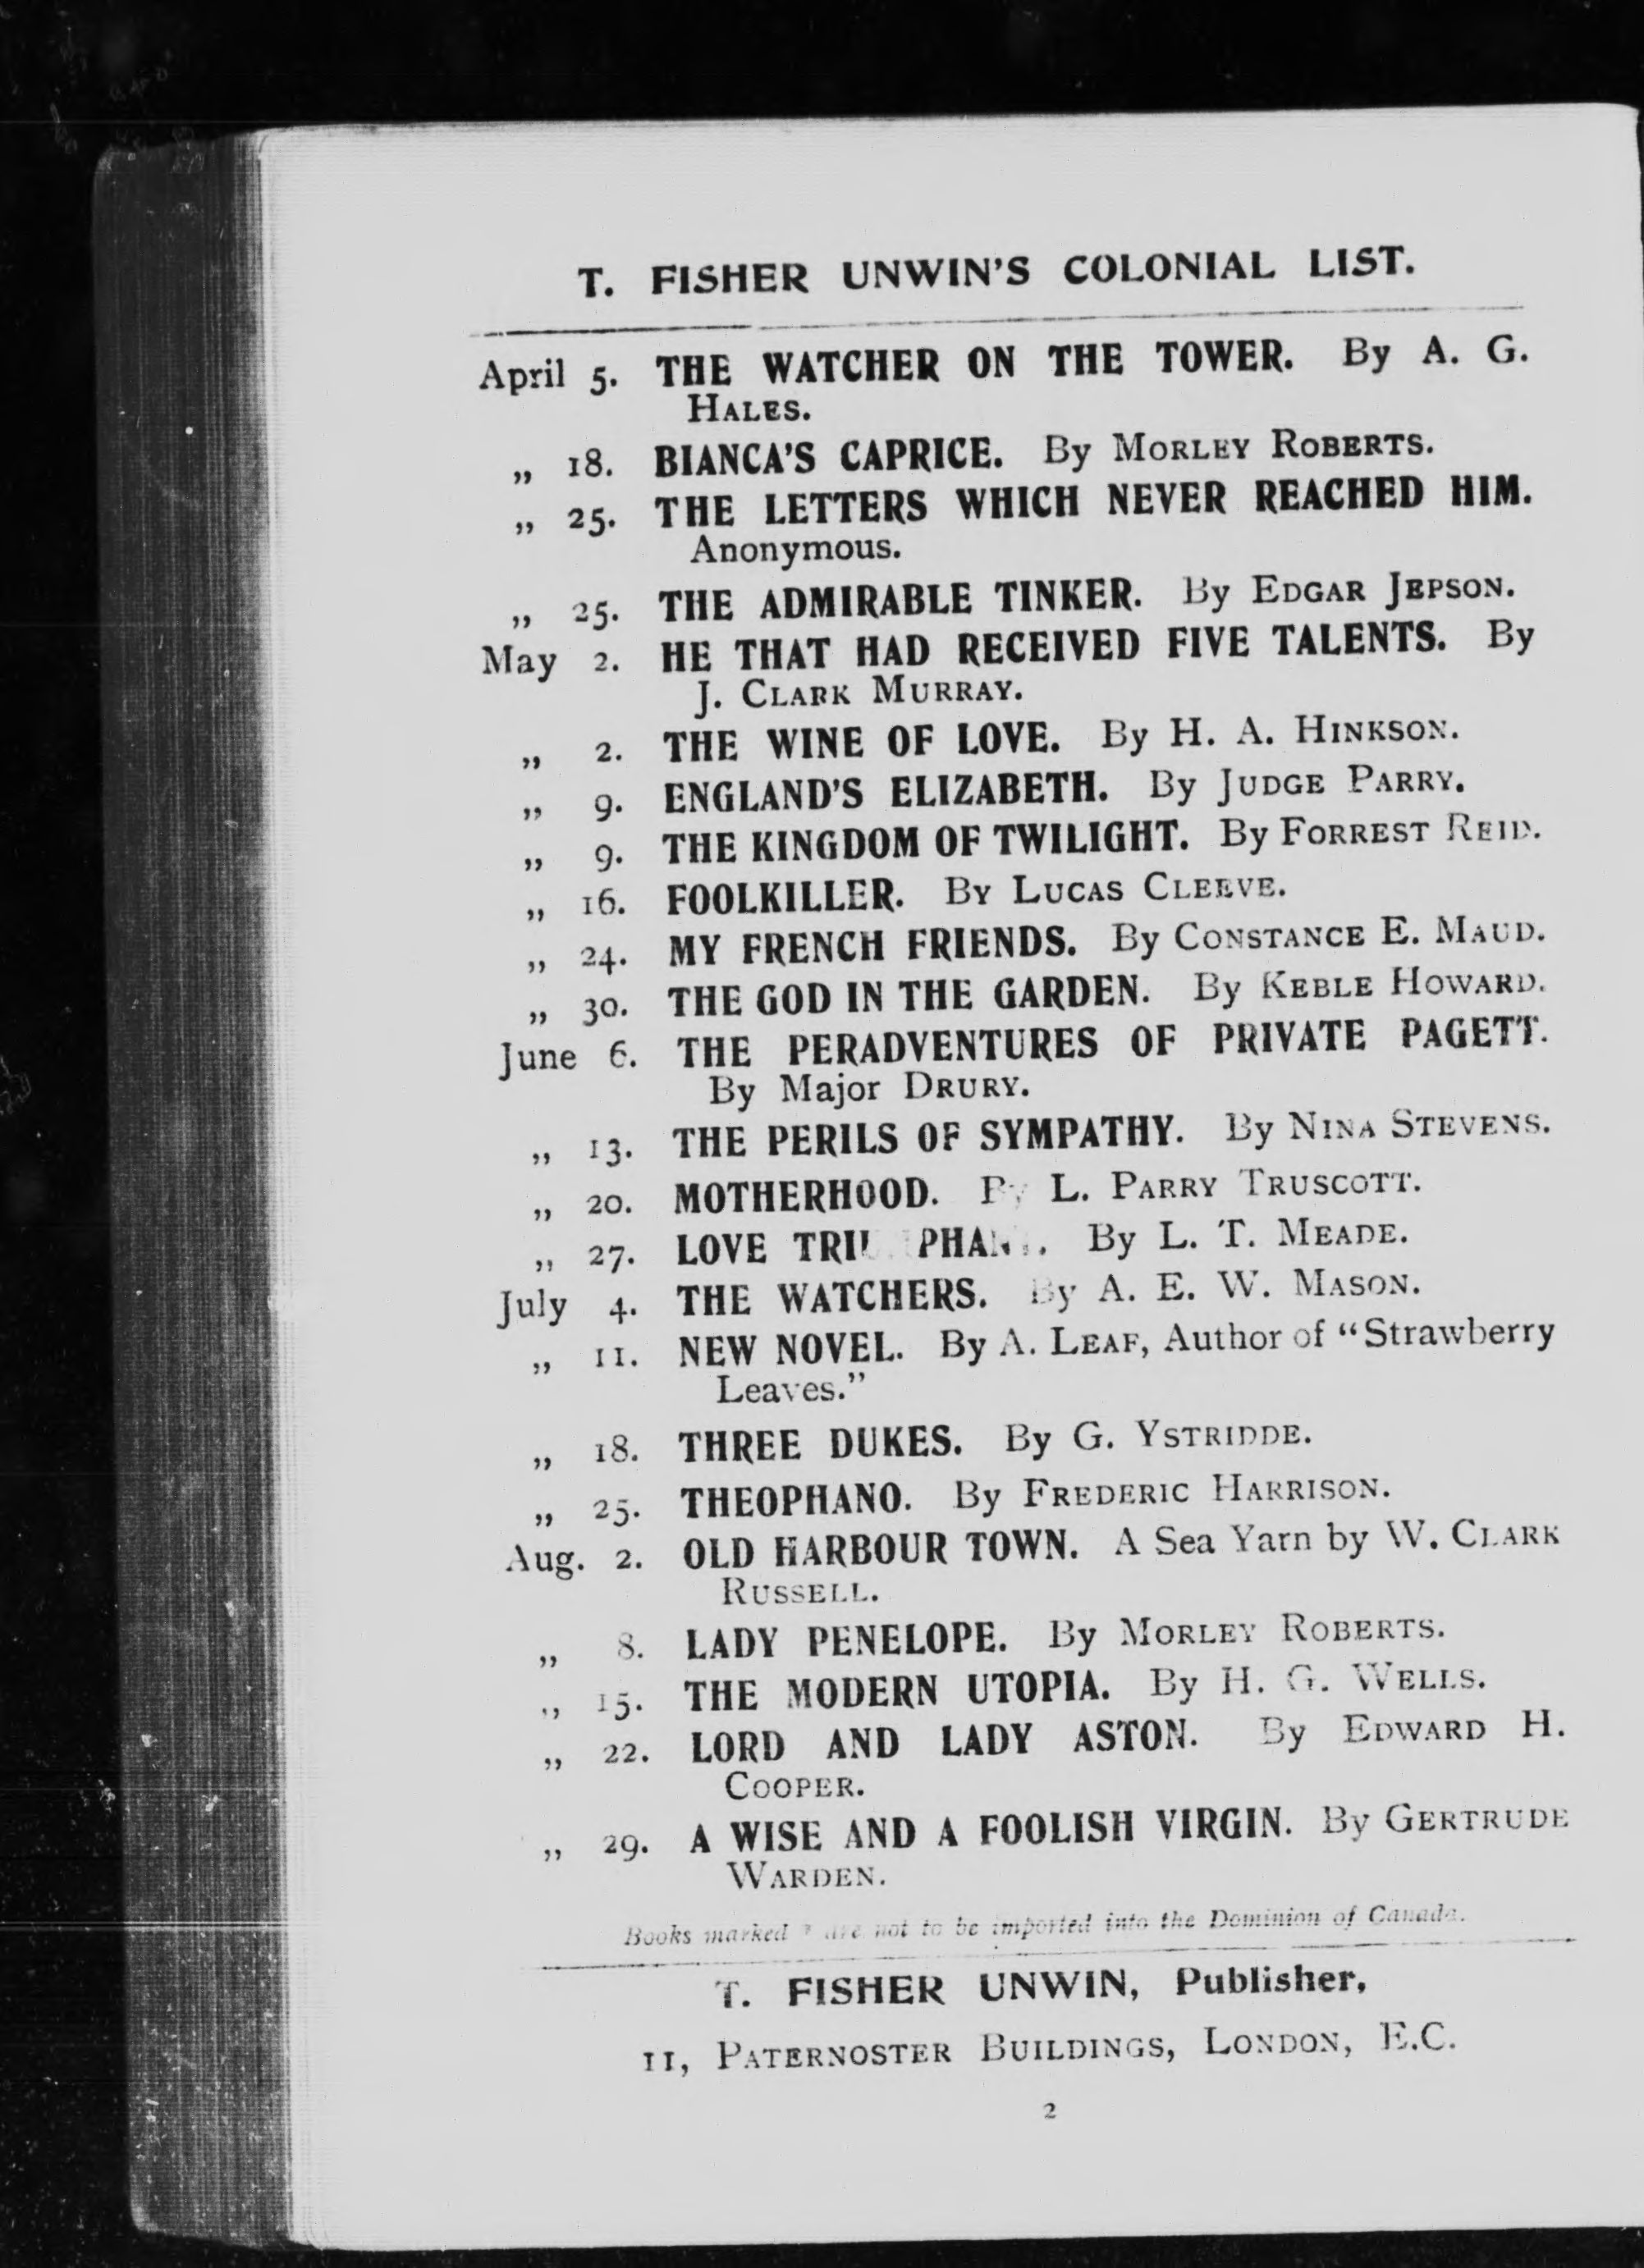 T. FISHER UNWIN'S COLONIAL LIST.
April 5. THE WATCHER ON THE TOWER. By A. G.
HALES.
„ 18. BIANCA'S CAPRICE. By MORLEY ROBERTS.
„ 25. THE LETTERS WHICH NEVER REACHED HIM.
Anonymous.
„ 25. THE ADMIRABLE TINKER. By EDGAR JEPSON.
May 2. HE THAT HAD RECEIVED FIVE TALENTS. By
J. CLARK MURRAY.
„ 2. THE WINE OF LOVE. By H. A. HINKSON.
„ 9. ENGLAND'S ELIZABETH. By JUDGE PARRY.
„ 9. THE KINGDOM OF TWILIGHT. By FORREST REID.
„ 16. FOOLKILLER. BY LUCAS CLEEVE.
„ 24. MY FRENCH FRIENDS. By CONSTANCE E. MAUD.
„ 30. THE GOD IN THE GARDEN. By KEBLE HOWARD.
June 6. THE PERADVENTURES OF PRIVATE PAGETT.
By Major DRURY.
„ 13. THE PERILS OF SYMPATHY. By NINA STEVENS.
„ 20. MOTHERHOOD. By L. PARRY TRUSCOTT.
„ 27. LOVE By L. T. MEADE.
July 4. THE WATCHERS. By A. E. W. MASON.
„ 11. NEW NOVEL. By A. LEAF, Author of "Strawberry
Leaves."
„ 18. THREE DUKES. By G. YSTRIDDE.
„ 25. THEOPHANO. By FREDERIC HARRISON.
Aug. 2. OLD HARBOUR TOWN. A Sea Yarn by W. CLARK
RUSSELL.
„ 8. LADY PENELOPE. By MORLEY ROBERTS.
„ 15. THE MODERN UTOPIA. By H. G. WELLS.
„ 22. LORD AND LADY ASTON. By EDWARD H.
COOPER.
„ 29. A WISE AND A FOOLISH VIRGIN. By GERTRUDE
WARDEN.
Books marked are not to be imported into the Dominion of Canada.
T. FISHER UNWIN, Publisher,
11, PATERNOSTER BUILDINGS, LONDON, E.C.
2